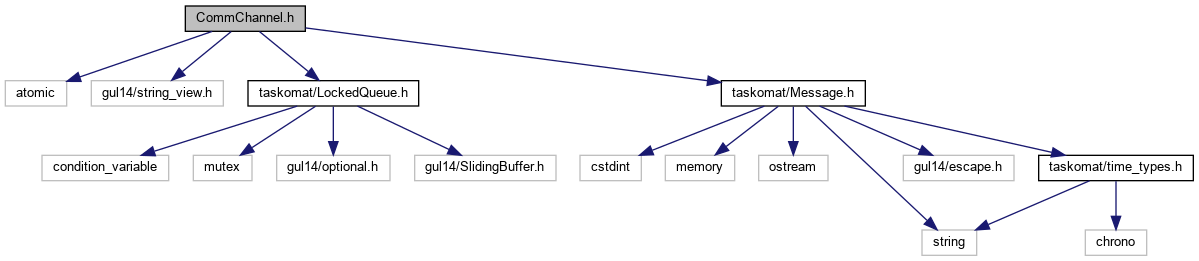 CommChannel.h
atomic
gul14/string_view.h
taskomat/LockedQueue.h
taskomat/Message.h
condition_variable
mutex
gul14/optional.h
gul14/SlidingBuffer.h
cstdint
memory
ostream
gul14/escape.h
taskomat/time_types.h
string
chrono